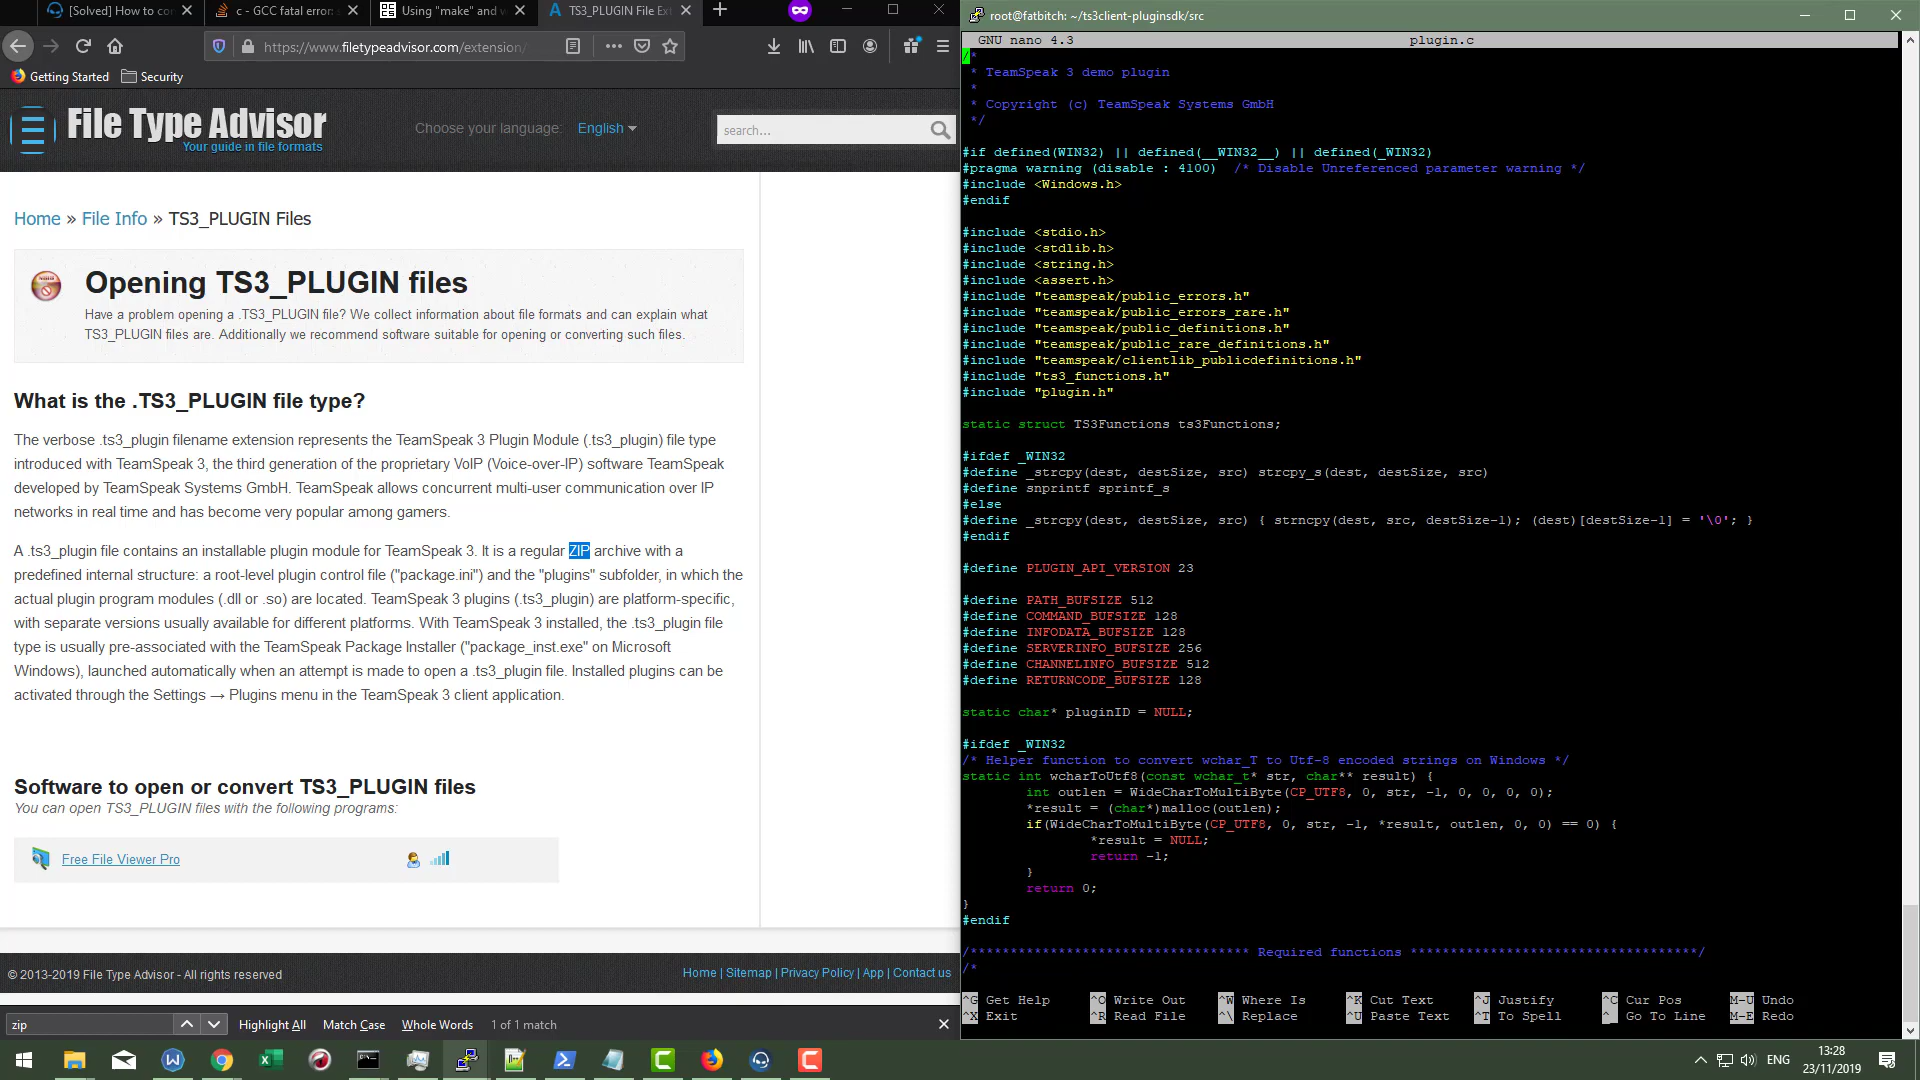 [Solved] How to co
c - GCC fatal error:
Using "make" and v
TS3_PLUGIN File Ex
https://www.filetypeadvisor.com/extension/
Getting Started
Security
File Type Advisor
Your guide in file formats
Choose your language:
English
search...
Home » File Info » TS3_PLUGIN Files
Opening TS3_PLUGIN files
Have a problem opening a .TS3_PLUGIN file? We collect information about file formats and can explain what
TS3_PLUGIN files are. Additionally we recommend software suitable for opening or converting such files.
What is the .TS3_PLUGIN file type?
The verbose .ts3_plugin filename extension represents the TeamSpeak 3 Plugin Module (.ts3_plugin) file type
introduced with TeamSpeak 3, the third generation of the proprietary VoIP (Voice-over-IP) software TeamSpeak
developed by TeamSpeak Systems GmbH. TeamSpeak allows concurrent multi-user communication over IP
networks in real time and has become very popular among gamers.
A .ts3_plugin file contains an installable plugin module for TeamSpeak 3. It is a regular ZIP archive with a
predefined internal structure: a root-level plugin control file ("package.ini") and the "plugins" subfolder, in which the
actual plugin program modules (.dll or .so) are located. TeamSpeak 3 plugins (.ts3_plugin) are platform-specific,
with separate versions usually available for different platforms. With TeamSpeak 3 installed, the .ts3_plugin file
type is usually pre-associated with the TeamSpeak Package Installer ("package_inst.exe" on Microsoft
Windows), launched automatically when an attempt is made to open a .ts3_plugin file. Installed plugins can be
activated through the Settings → Plugins menu in the TeamSpeak 3 client application.
Software to open or convert TS3_PLUGIN files
You can open TS3_PLUGIN files with the following programs:
Free File Viewer Pro
© 2013-2019 File Type Advisor - All rights reserved
Home | Sitemap | Privacy Policy | App | Contact us
zip
Highlight All
Match Case
Whole Words
1 of 1 match
root@fatbitch: ~/ts3client-pluginsdk/src
GNU nano 4.3
plugin.c
/*
 * TeamSpeak 3 demo plugin
 *
 * Copyright (c) TeamSpeak Systems GmbH
 */
#if defined(WIN32) || defined(__WIN32__) || defined(_WIN32)
#pragma warning (disable : 4100)  /* Disable Unreferenced parameter warning */
#include <Windows.h>
#endif
#include <stdio.h>
#include <stdlib.h>
#include <string.h>
#include <assert.h>
#include "teamspeak/public_errors.h"
#include "teamspeak/public_errors_rare.h"
#include "teamspeak/public_definitions.h"
#include "teamspeak/public_rare_definitions.h"
#include "teamspeak/clientlib_publicdefinitions.h"
#include "ts3_functions.h"
#include "plugin.h"
static struct TS3Functions ts3Functions;
#ifdef _WIN32
#define _strcpy(dest, destSize, src) strcpy_s(dest, destSize, src)
#define snprintf sprintf_s
#else
#define _strcpy(dest, destSize, src) { strncpy(dest, src, destSize-1); (dest)[destSize-1] = '\0'; }
#endif
#define PLUGIN_API_VERSION 23
#define PATH_BUFSIZE 512
#define COMMAND_BUFSIZE 128
#define INFODATA_BUFSIZE 128
#define SERVERINFO_BUFSIZE 256
#define CHANNELINFO_BUFSIZE 512
#define RETURNCODE_BUFSIZE 128
static char* pluginID = NULL;
#ifdef _WIN32
/* Helper function to convert wchar_T to Utf-8 encoded strings on Windows */
static int wcharToUtf8(const wchar_t* str, char** result) {
        int outlen = WideCharToMultiByte(CP_UTF8, 0, str, -1, 0, 0, 0, 0);
        *result = (char*)malloc(outlen);
        if(WideCharToMultiByte(CP_UTF8, 0, str, -1, *result, outlen, 0, 0) == 0) {
                *result = NULL;
                return -1;
        }
        return 0;
}
#endif
/*********************************** Required functions ************************************/
/*
^G Get Help ^O Write Out ^W Where Is ^K Cut Text ^J Justify ^C Cur Pos M-U Undo
^X Exit ^R Read File ^\ Replace ^U Paste Text ^T To Spell ^_ Go To Line M-E Redo
ENG
13:28
23/11/2019